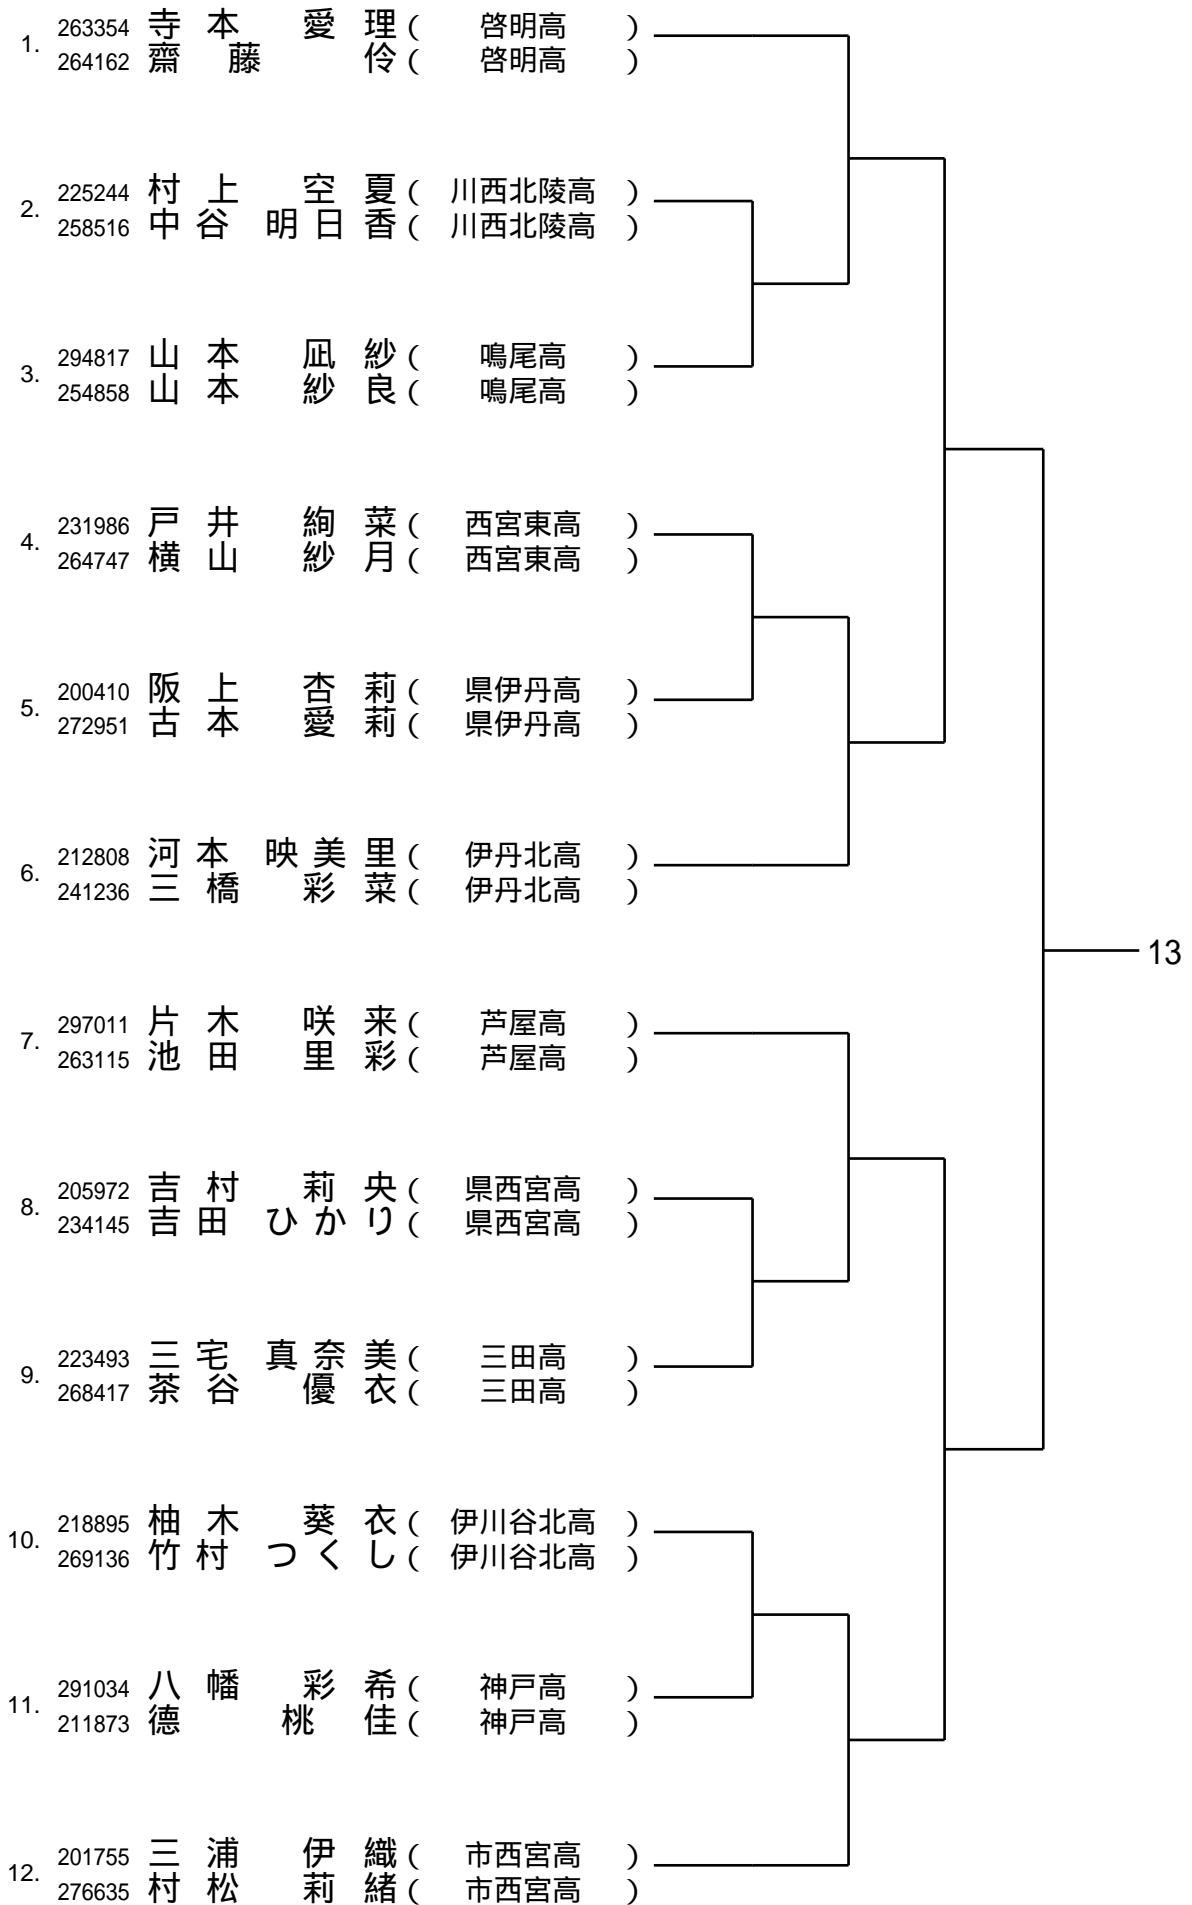 1. 263354 寺本 愛理 ( 啓明高 )
264162 齋藤 伶 ( 啓明高 )
2. 225244 村上 空夏 ( 川西北陵高 )
258516 中谷 明日香 ( 川西北陵高 )
3. 294817 山本 凪紗 ( 鳴尾高 )
254858 山本 紗良 ( 鳴尾高 )
4. 231986 戸井 絢菜 ( 西宮東高 )
264747 横山 紗月 ( 西宮東高 )
5. 200410 阪上 杏莉 ( 県伊丹高 )
272951 古本 愛莉 ( 県伊丹高 )
6. 212808 河本 映美里 ( 伊丹北高 )
241236 三橋 彩菜 ( 伊丹北高 )
13
7. 297011 片木 咲来 ( 芦屋高 )
263115 池田 里彩 ( 芦屋高 )
8. 205972 吉村 莉央 ( 県西宮高 )
234145 吉田 ひかり ( 県西宮高 )
9. 223493 三宅 真奈美 ( 三田高 )
268417 茶谷 優衣 ( 三田高 )
10. 218895 柚木 葵衣 ( 伊川谷北高 )
269136 竹村 つくし ( 伊川谷北高 )
11. 291034 八幡 彩希 ( 神戸高 )
211873 德 桃佳 ( 神戸高 )
12. 201755 三浦 伊織 ( 市西宮高 )
276635 村松 莉緒 ( 市西宮高 )